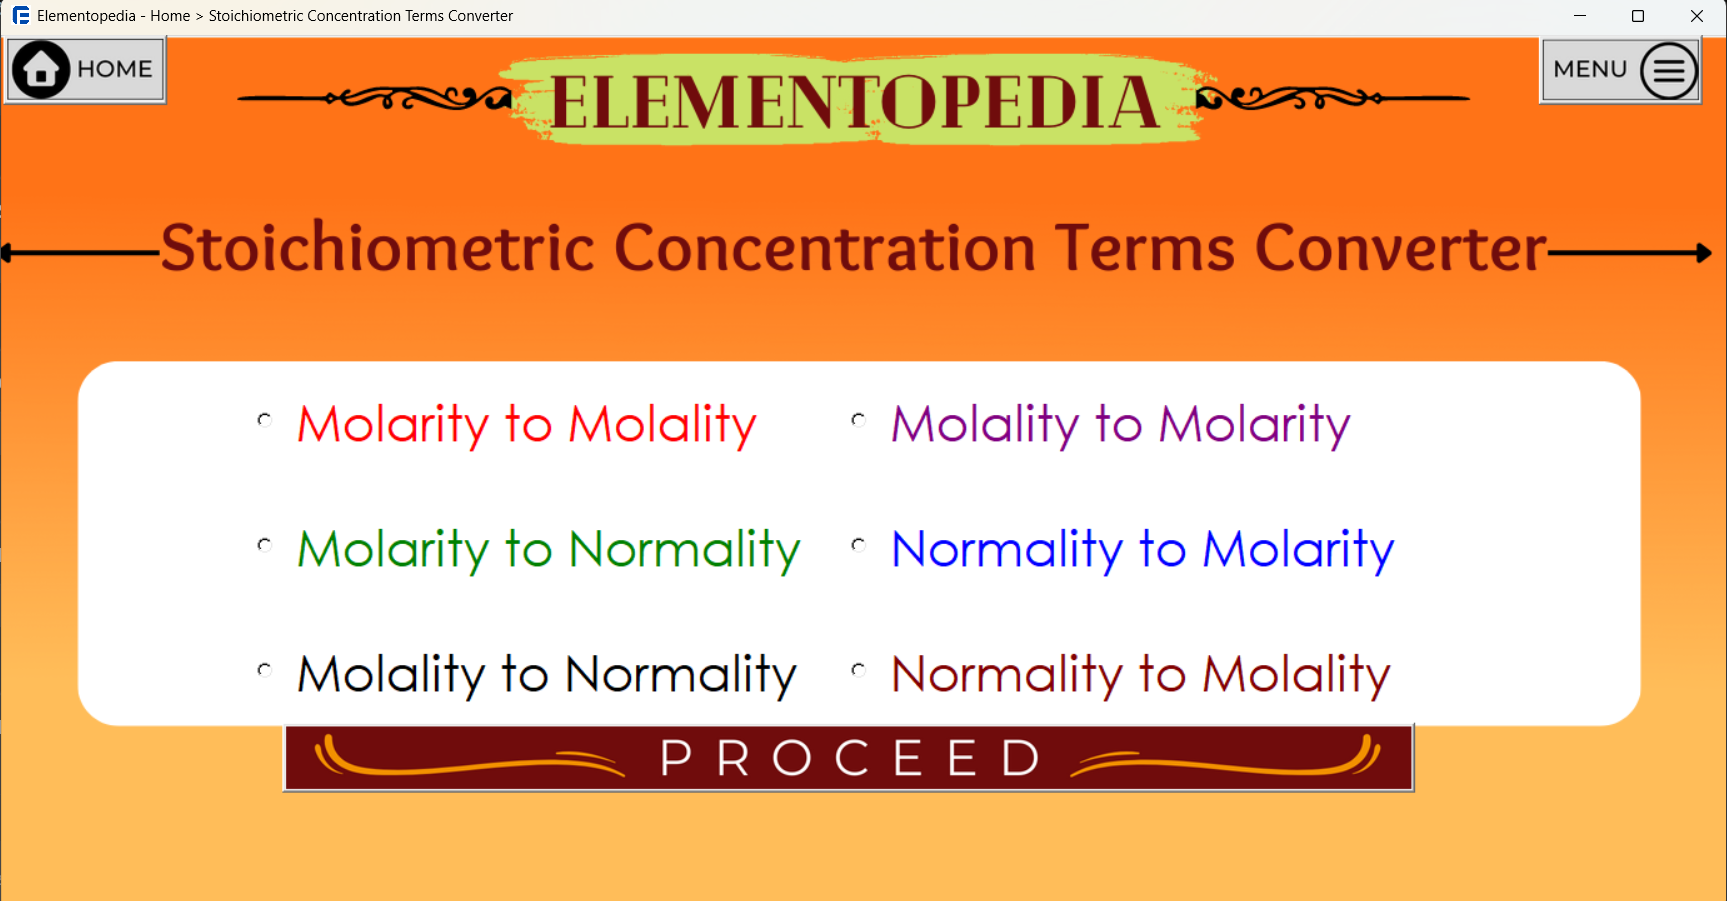 Elementopedia - Home > Stoichiometric Concentration Terms Converter
HOME
ELEMENTOPEDIA
MENU
Stoichiometric Concentration Terms Converter
Molarity to Molality
Molality to Molarity
Molarity to Normality
Normality to Molarity
Molality to Normality
Normality to Molality
PROCEED